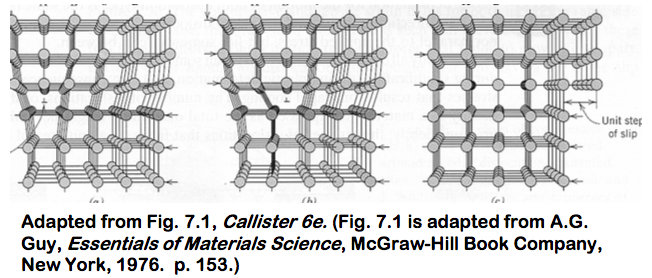 Unit step
of slip
(a)
(b)
(c)
Adapted from Fig. 7.1, Callister 6e. (Fig. 7.1 is adapted from A.G.
Guy, Essentials of Materials Science, McGraw-Hill Book Company,
New York, 1976. p. 153.)